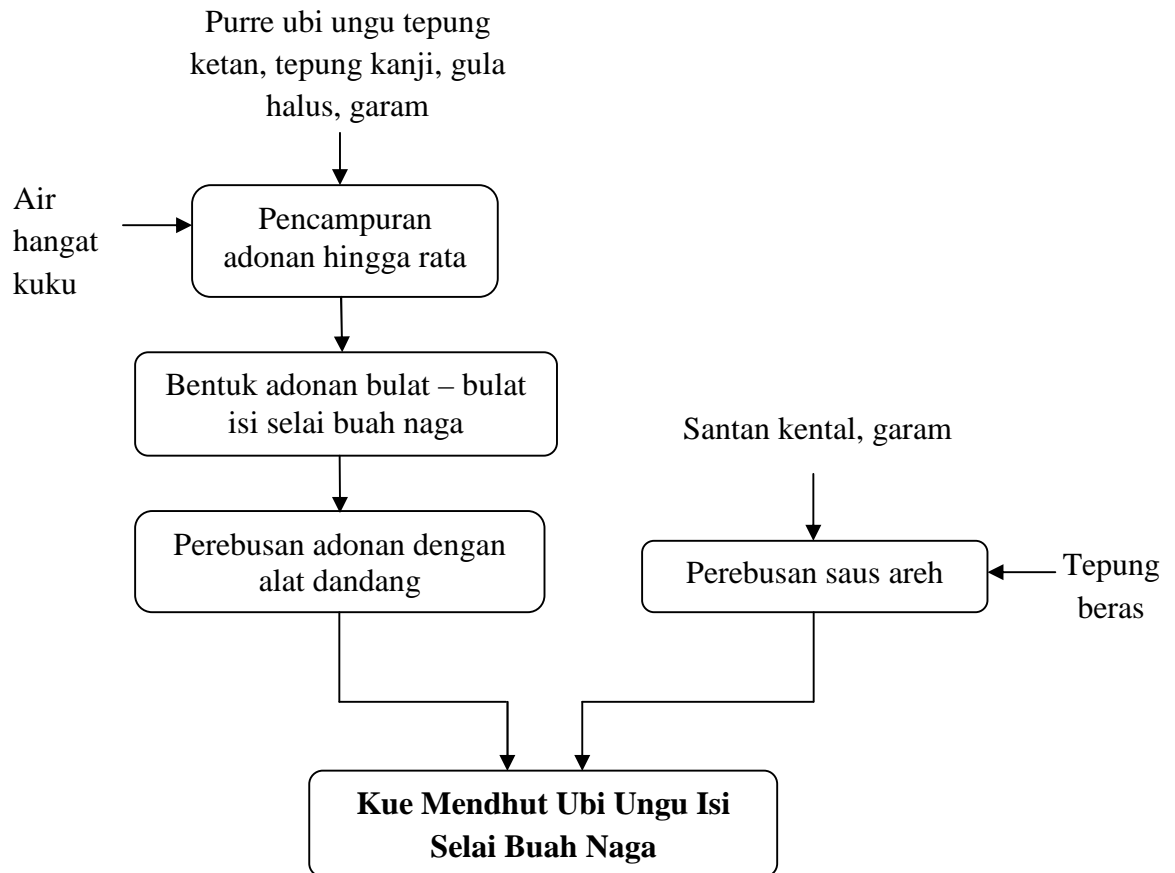 Purre ubi ungu tepung
ketan, tepung kanji, gula
halus, garam
Air
hangat
kuku
Pencampuran
adonan hingga rata
Bentuk adonan bulat – bulat
isi selai buah naga
Santan kental, garam
Perebusan adonan dengan
alat dandang
Perebusan saus areh
Tepung
beras
Kue Mendhut Ubi Ungu Isi
Selai Buah Naga